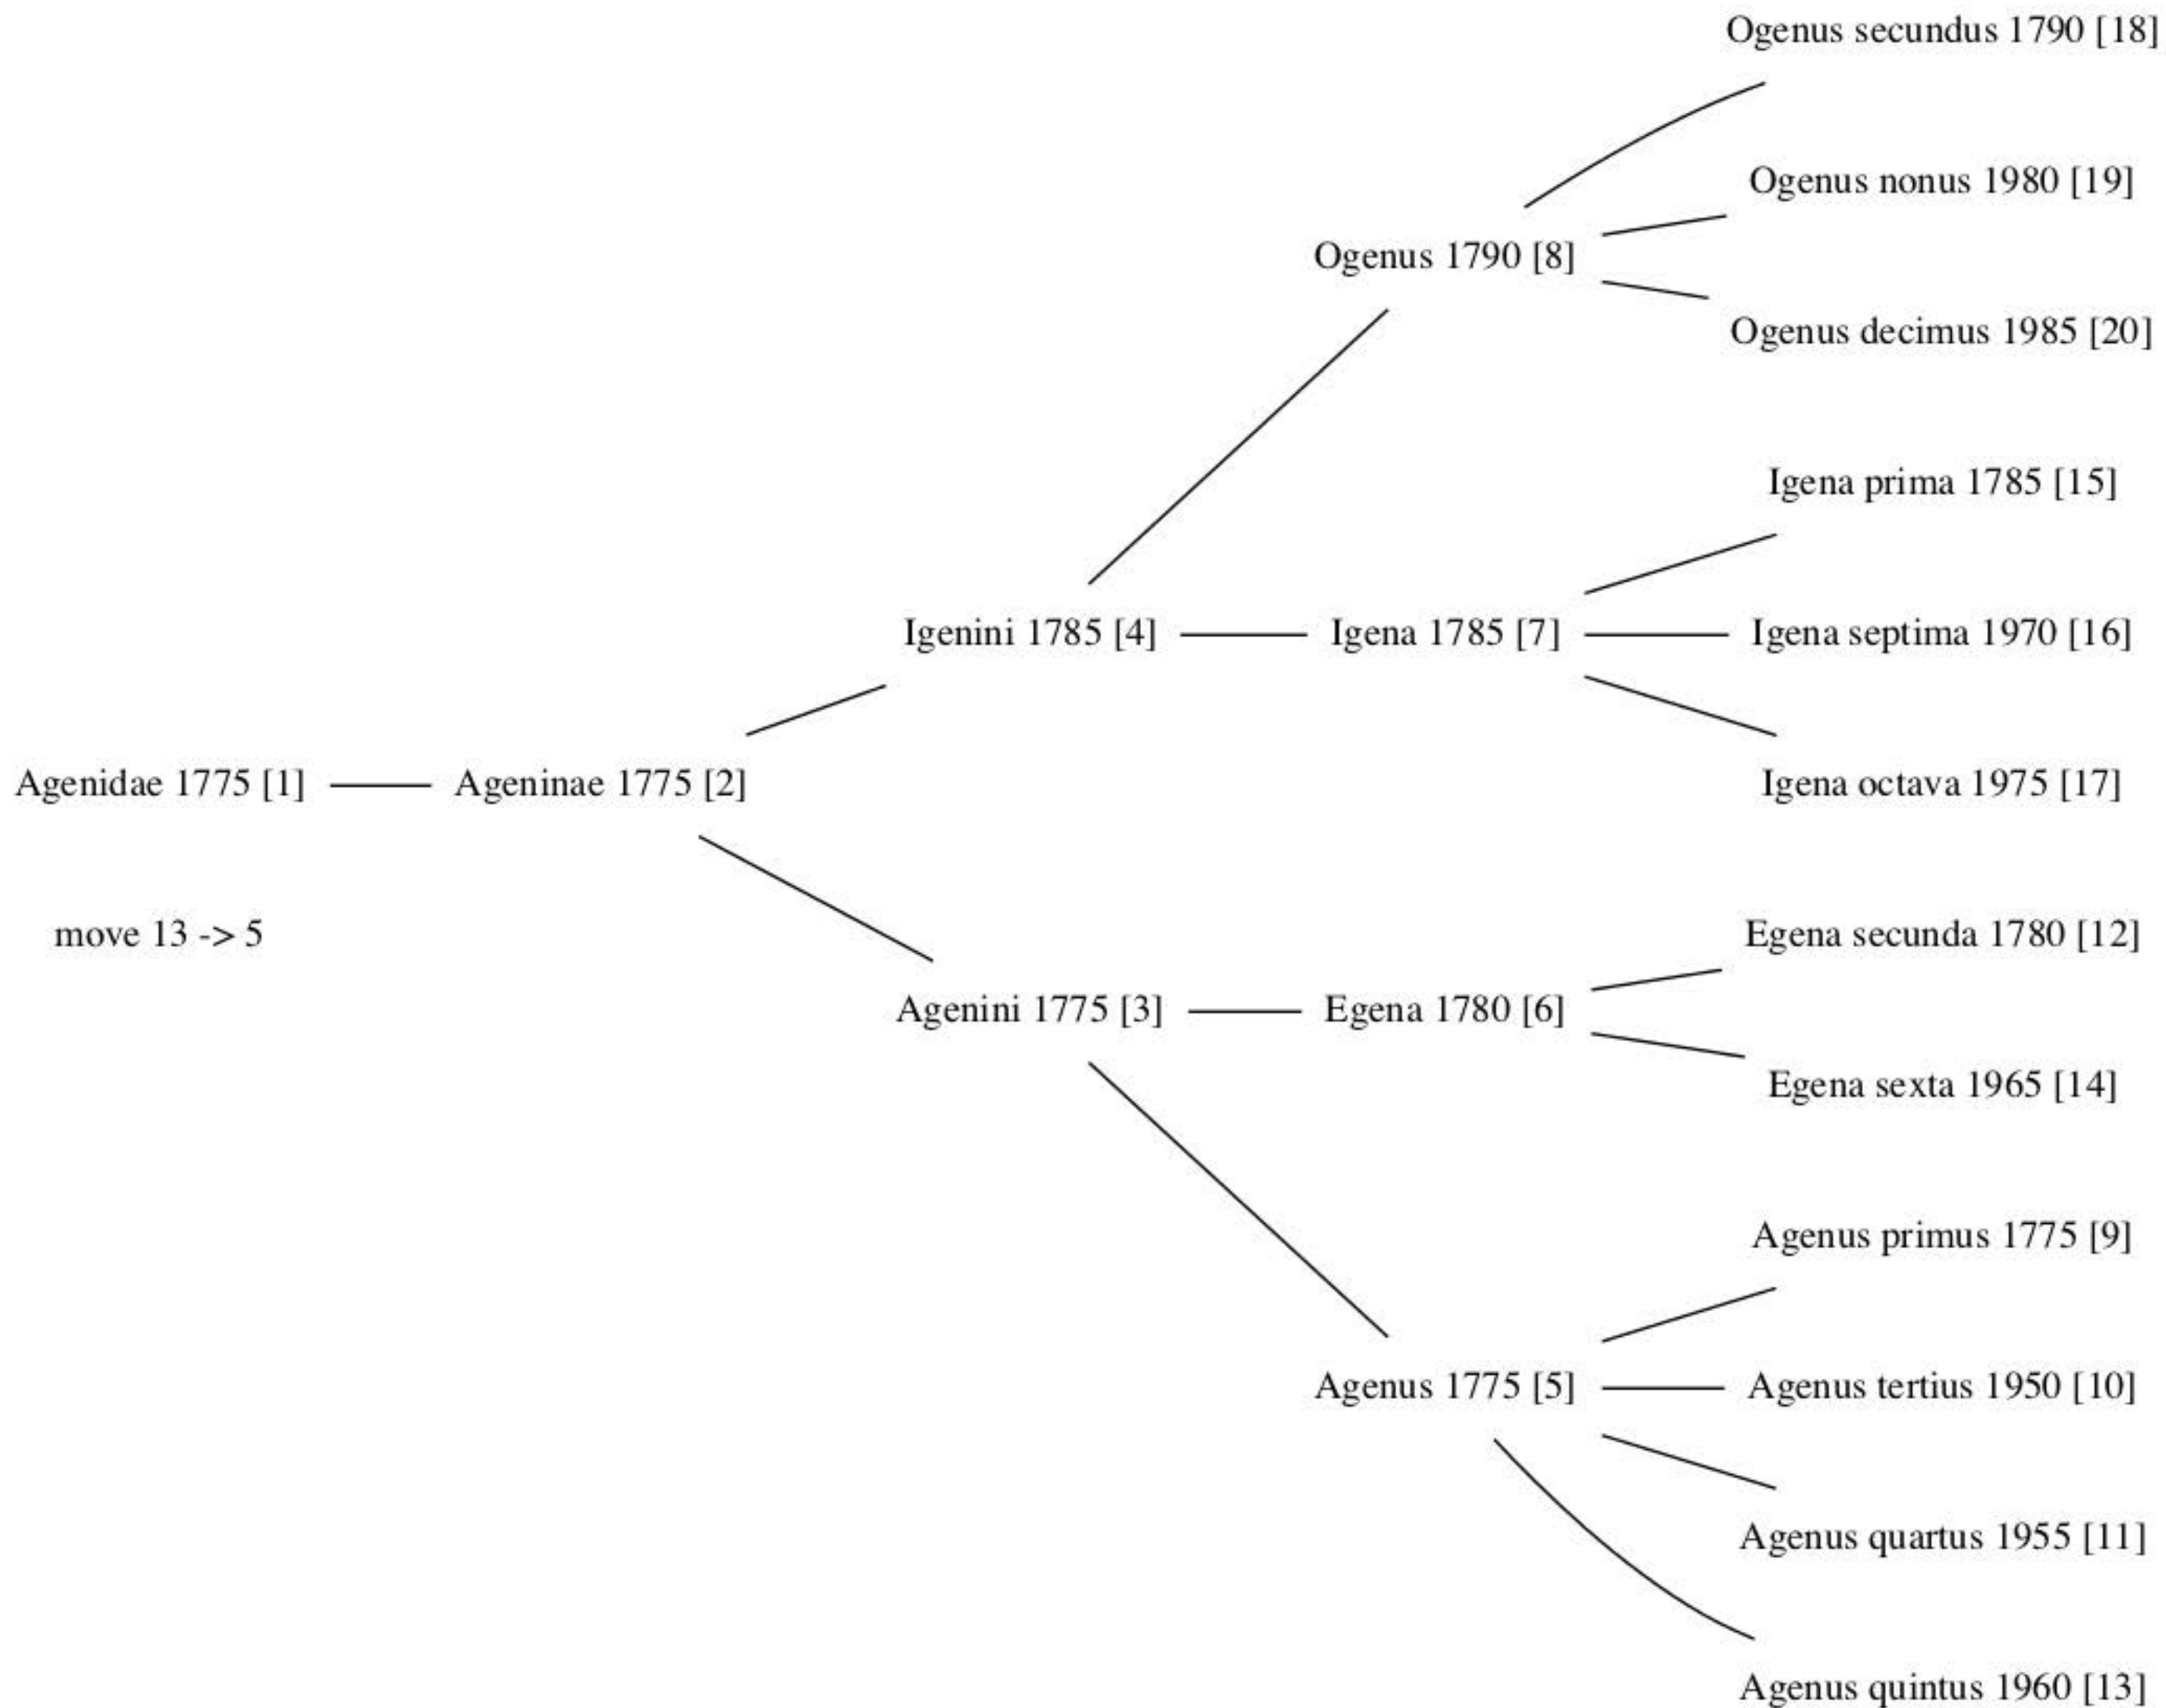 Ogenus secundus 1790 [18]
Ogenus nonus 1980 [19]
Ogenus 1790 [8]
Ogenus decimus 1985 [20]
Igena prima 1785 [15]
Igenini 1785 [4]
Igena 1785 [7]
Igena septima 1970 [16]
Agenidae 1775 [1]
Ageninae 1775 [2]
Igena octava 1975 [17]
move 13 -> 5
Egena secunda 1780 [12]
Agenini 1775 [3]
Egena 1780 [6]
Egena sexta 1965 [14]
Agenus primus 1775 [9]
Agenus 1775 [5]
Agenus tertius 1950 [10]
Agenus quartus 1955 [11]
Agenus quintus 1960 [13]